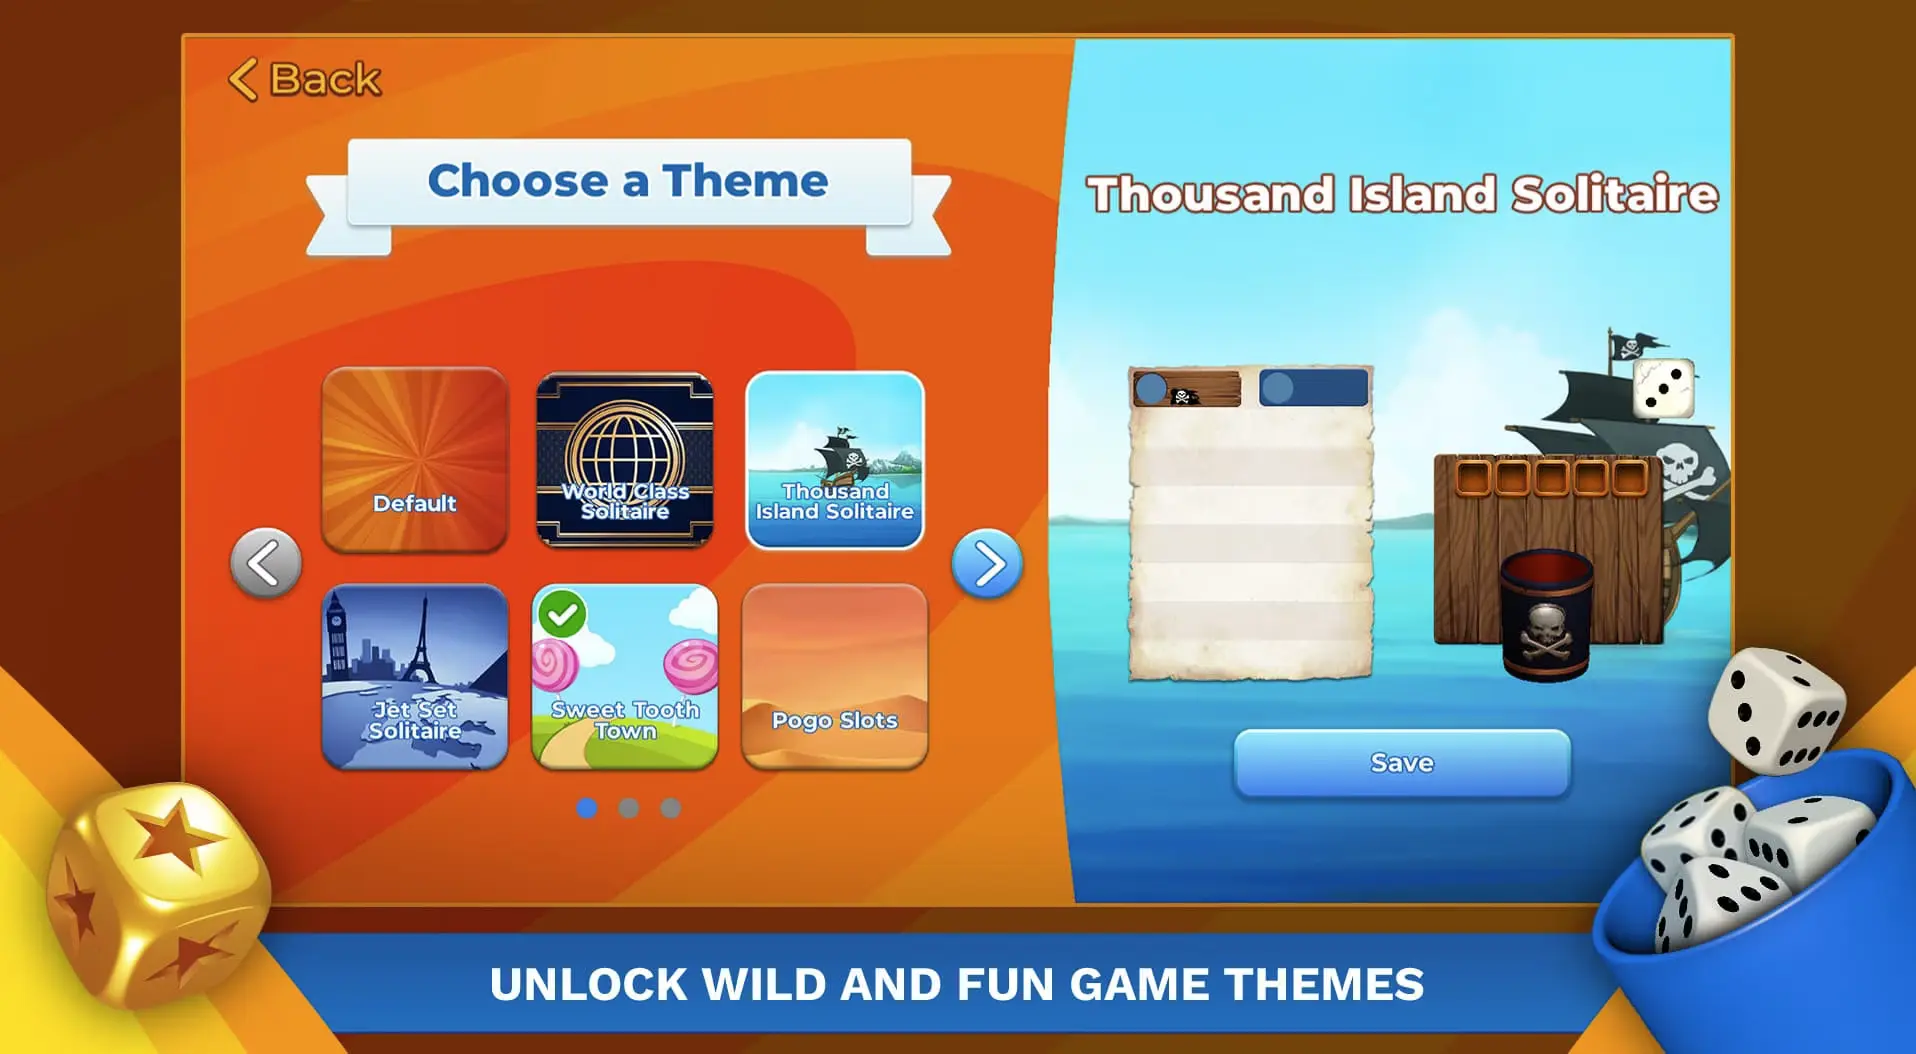 Back
Choose a Theme
Thousand Island Solitaire
Default
World Class
Solitaire
Thousand
Island Solitaire
Jet Set
Solitaire
Sweet Tooth
Town
Pogo Slots
Save
UNLOCK WILD AND FUN GAME THEMES